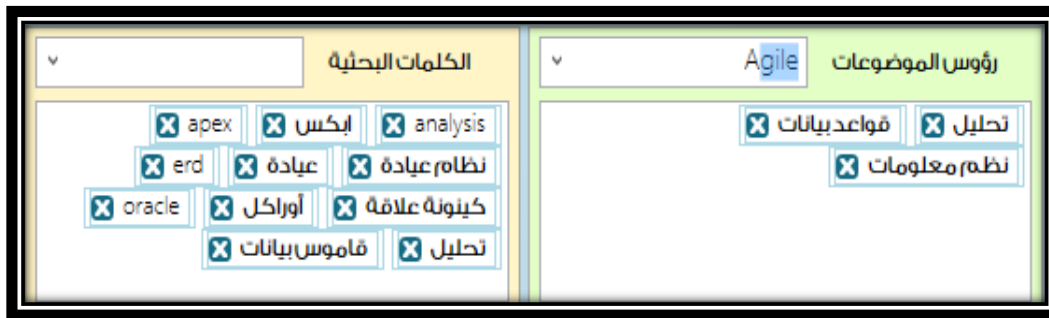 رؤوس الموضوعات Agile
تحليل قواعد بيانات
نظم معلومات
الكلمات البحثية
analysis ابكس apex
نظام عيادة عيادة erd
كينونة علاقة أوراكل oracle
تحليل قاموس بيانات